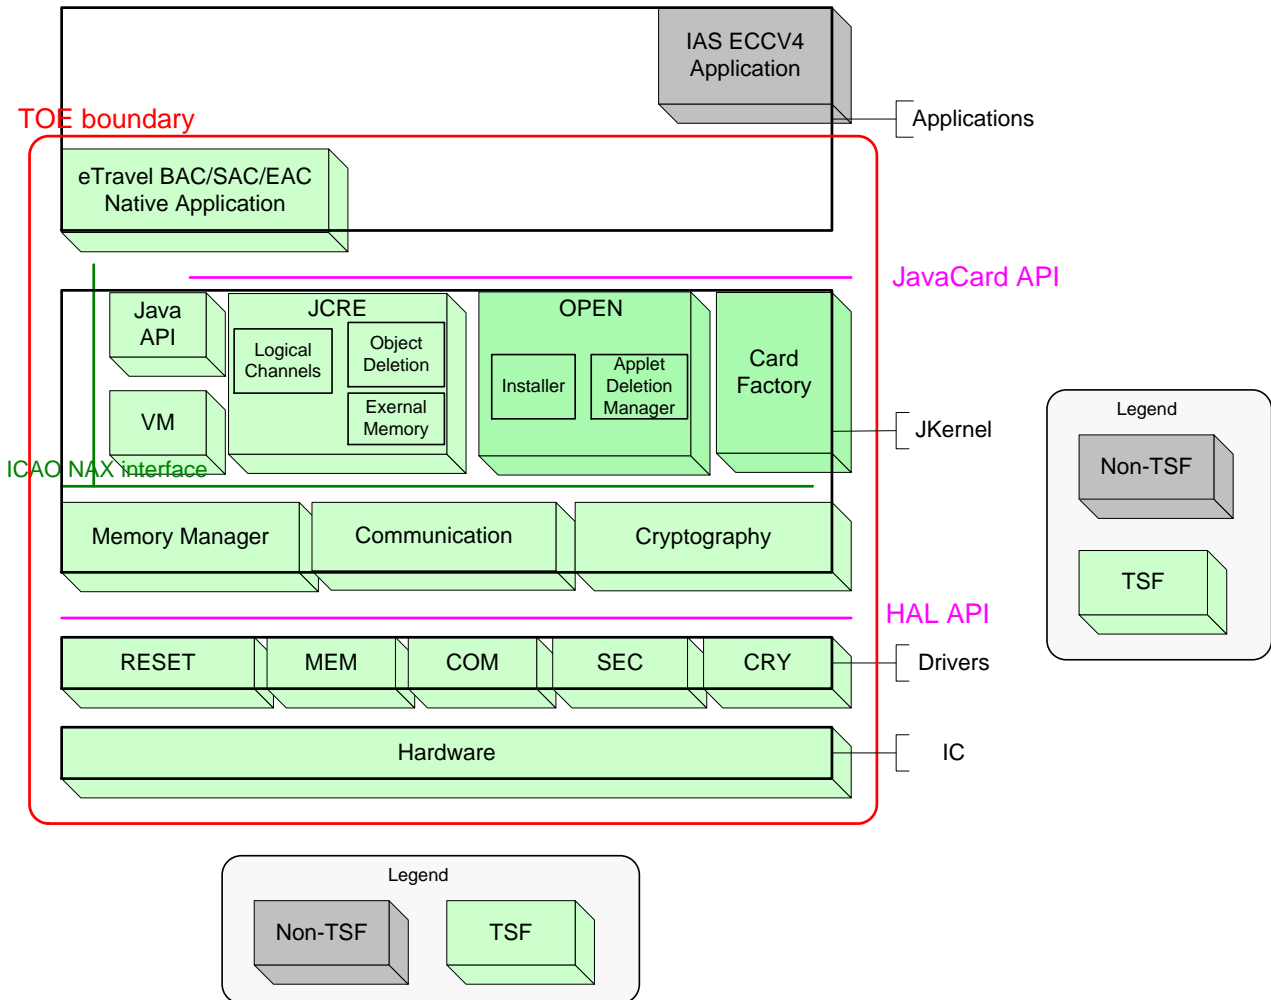 IAS ECCV4
Application
Applications
TOE boundary
eTravel BAC/SAC/EAC
Native Application
JavaCard API
Java
API
JCRE
Logical
Channels
Object
Deletion
Exernal
Memory
OPEN
Installer
Applet
Deletion
Manager
Card
Factory
VM
JKernel
ICAO NAX interface
Memory Manager
Communication
Cryptography
HAL API
RESET
MEM
COM
SEC
CRY
Drivers
Hardware
IC
Legend
Non-TSF
TSF
Legend
Non-TSF
TSF